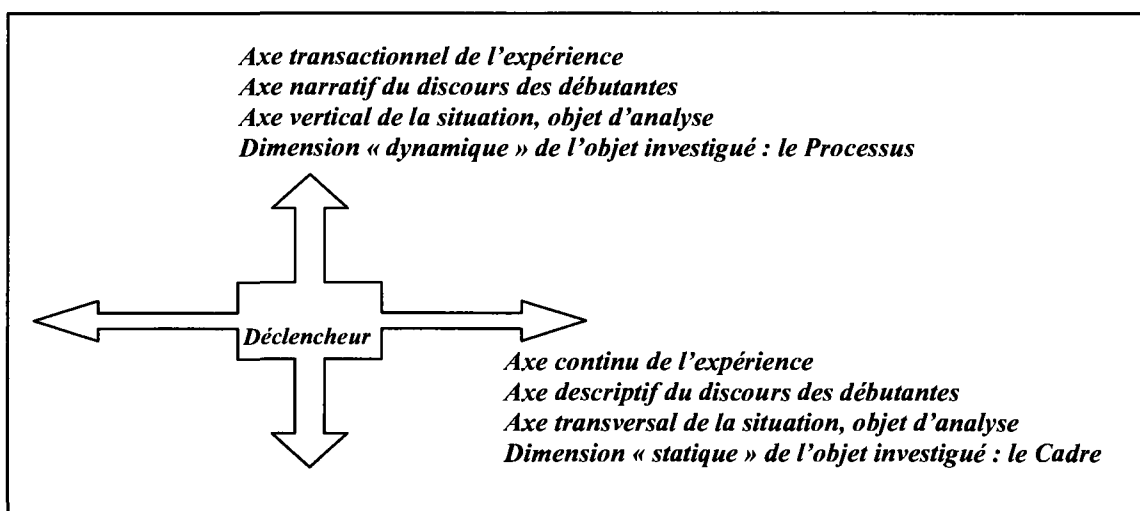 Axe transactionnel de l'expérience
Axe narratif du discours des débutantes
Axe vertical de la situation, objet d'analyse
Dimension « dynamique » de l'objet investigué : le Processus
Déclencheur
Axe continu de l'expérience
Axe descriptif du discours des débutantes
Axe transversal de la situation, objet d'analyse
Dimension « statique » de l'objet investigué : le Cadre